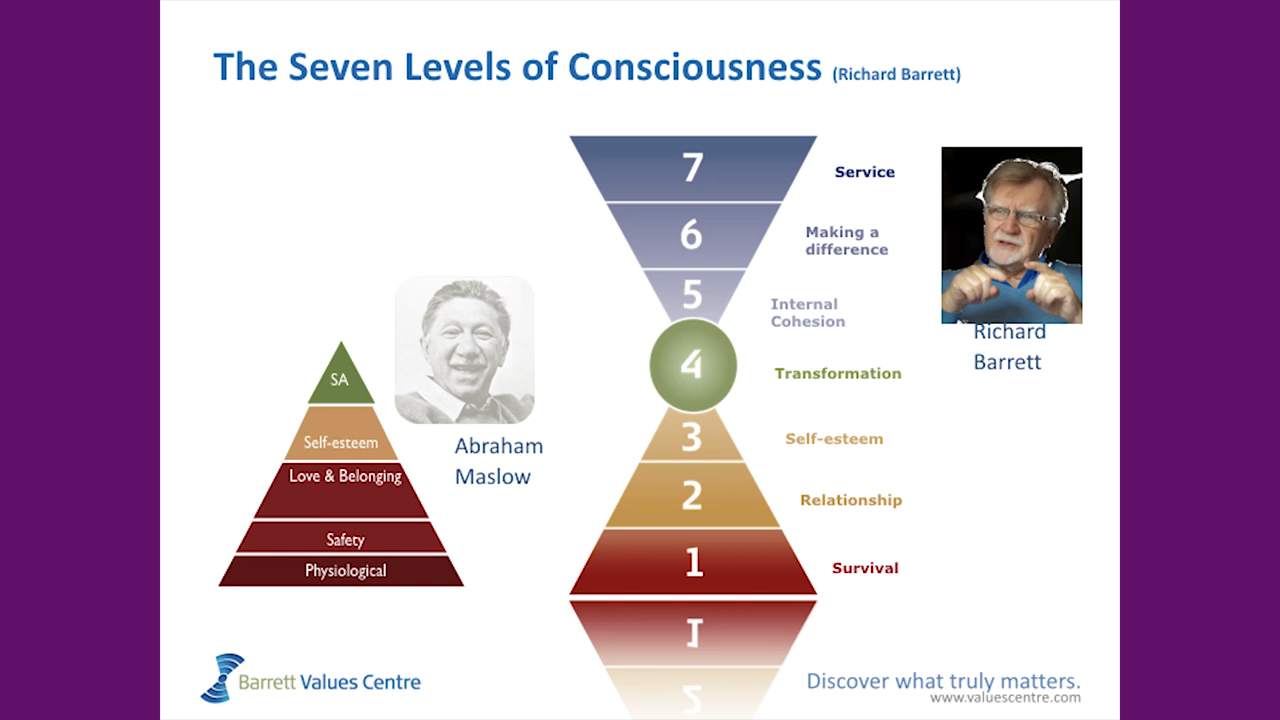 The Seven Levels of Consciousness (Richard Barrett)
7
Service
6
Making a
difference
5
Internal
Cohesion
4
Transformation
3
Self-esteem
2
Relationship
1
Survival
1
2
Richard
Barrett
SA
Self-esteem
Love & Belonging
Safety
Physiological
Abraham
Maslow
Barrett Values Centre
Discover what truly matters.
www.valuescentre.com